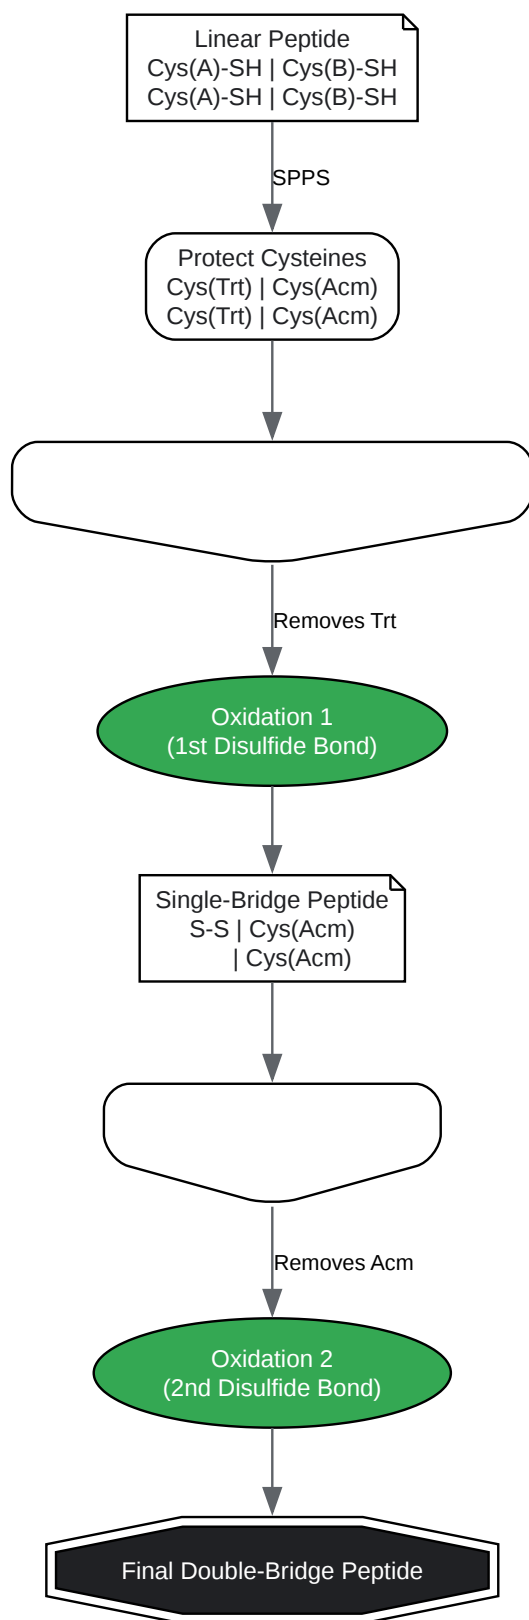 Linear Peptide
Cys(A)-SH | Cys(B)-SH
Cys(A)-SH | Cys(B)-SH
SPPS
Protect Cysteines
Cys(Trt) | Cys(Acm)
Cys(Trt) | Cys(Acm)
Removes Trt
Oxidation 1
(1st Disulfide Bond)
Single-Bridge Peptide
S-S | Cys(Acm)
| Cys(Acm)
Removes Acm
Oxidation 2
(2nd Disulfide Bond)
Final Double-Bridge Peptide